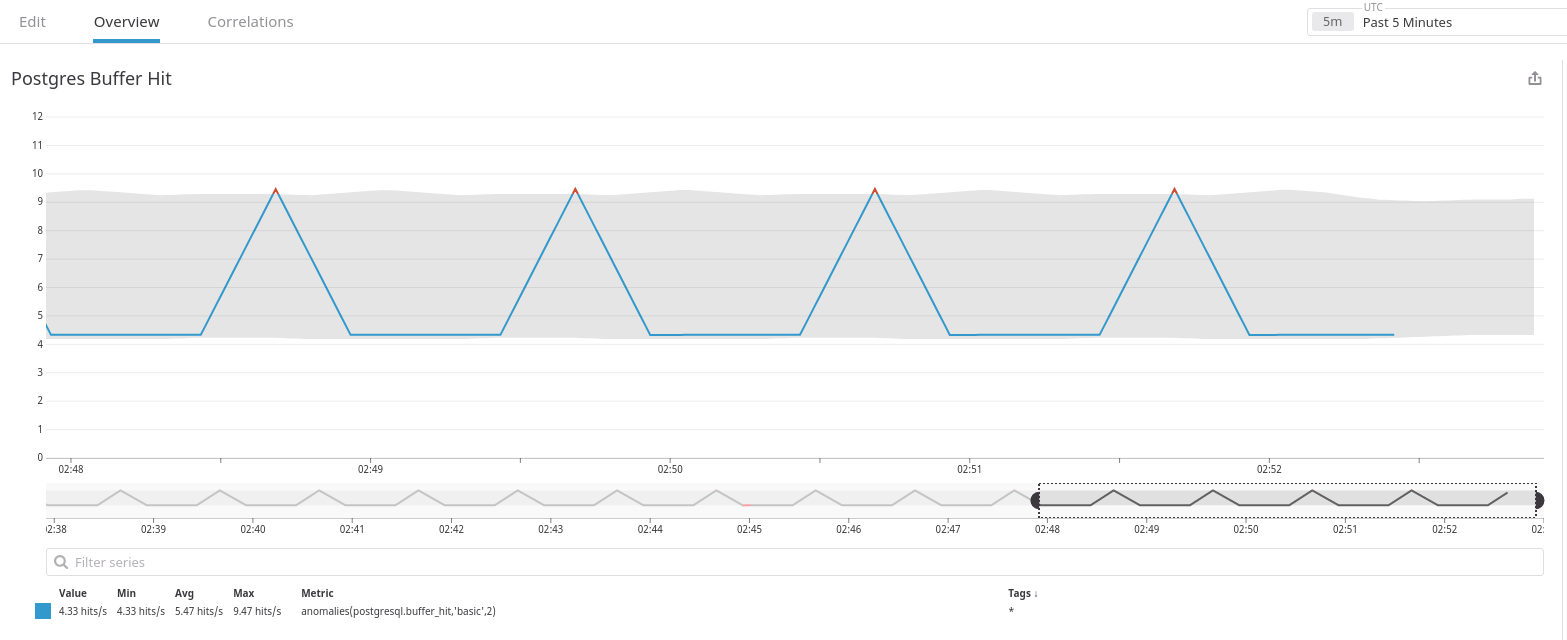 Edit Overview Correlations
UTC
5m Past 5 Minutes
Postgres Buffer Hit
12
11
10
9
8
7
6
5
4
3
2
1
0
02:48 02:49 02:50 02:51 02:52
02:38 02:39 02:40 02:41 02:42 02:43 02:44 02:45 02:46 02:47 02:48 02:49 02:50 02:51 02:52 02:
Filter series
Value Min Avg Max Metric Tags ↓
4.33 hits/s 4.33 hits/s 5.47 hits/s 9.47 hits/s anomalies(postgresql.buffer_hit,'basic',2) *